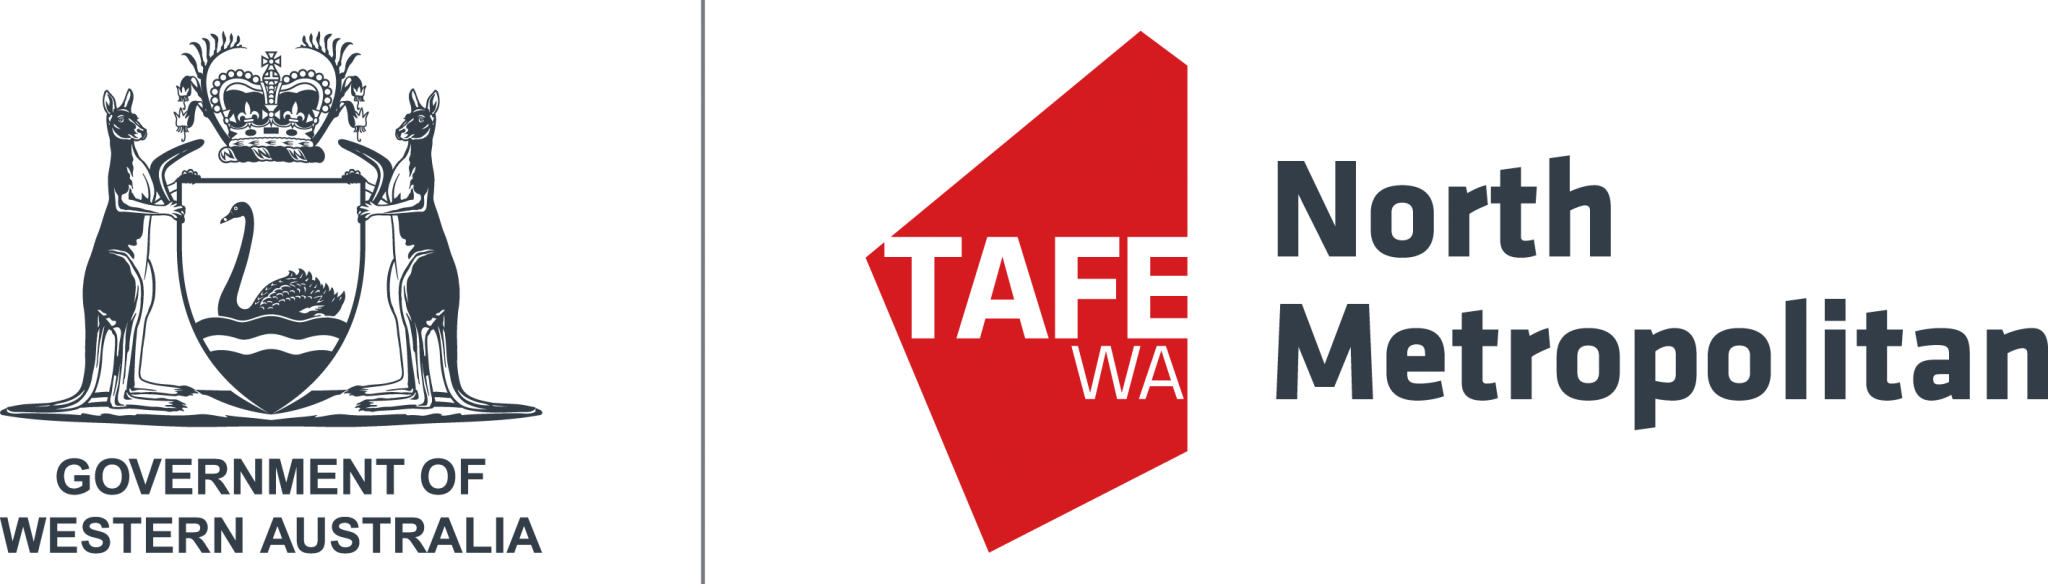 GOVERNMENT OF
WESTERN AUSTRALIA
TAFE
WA
North
Metropolitan